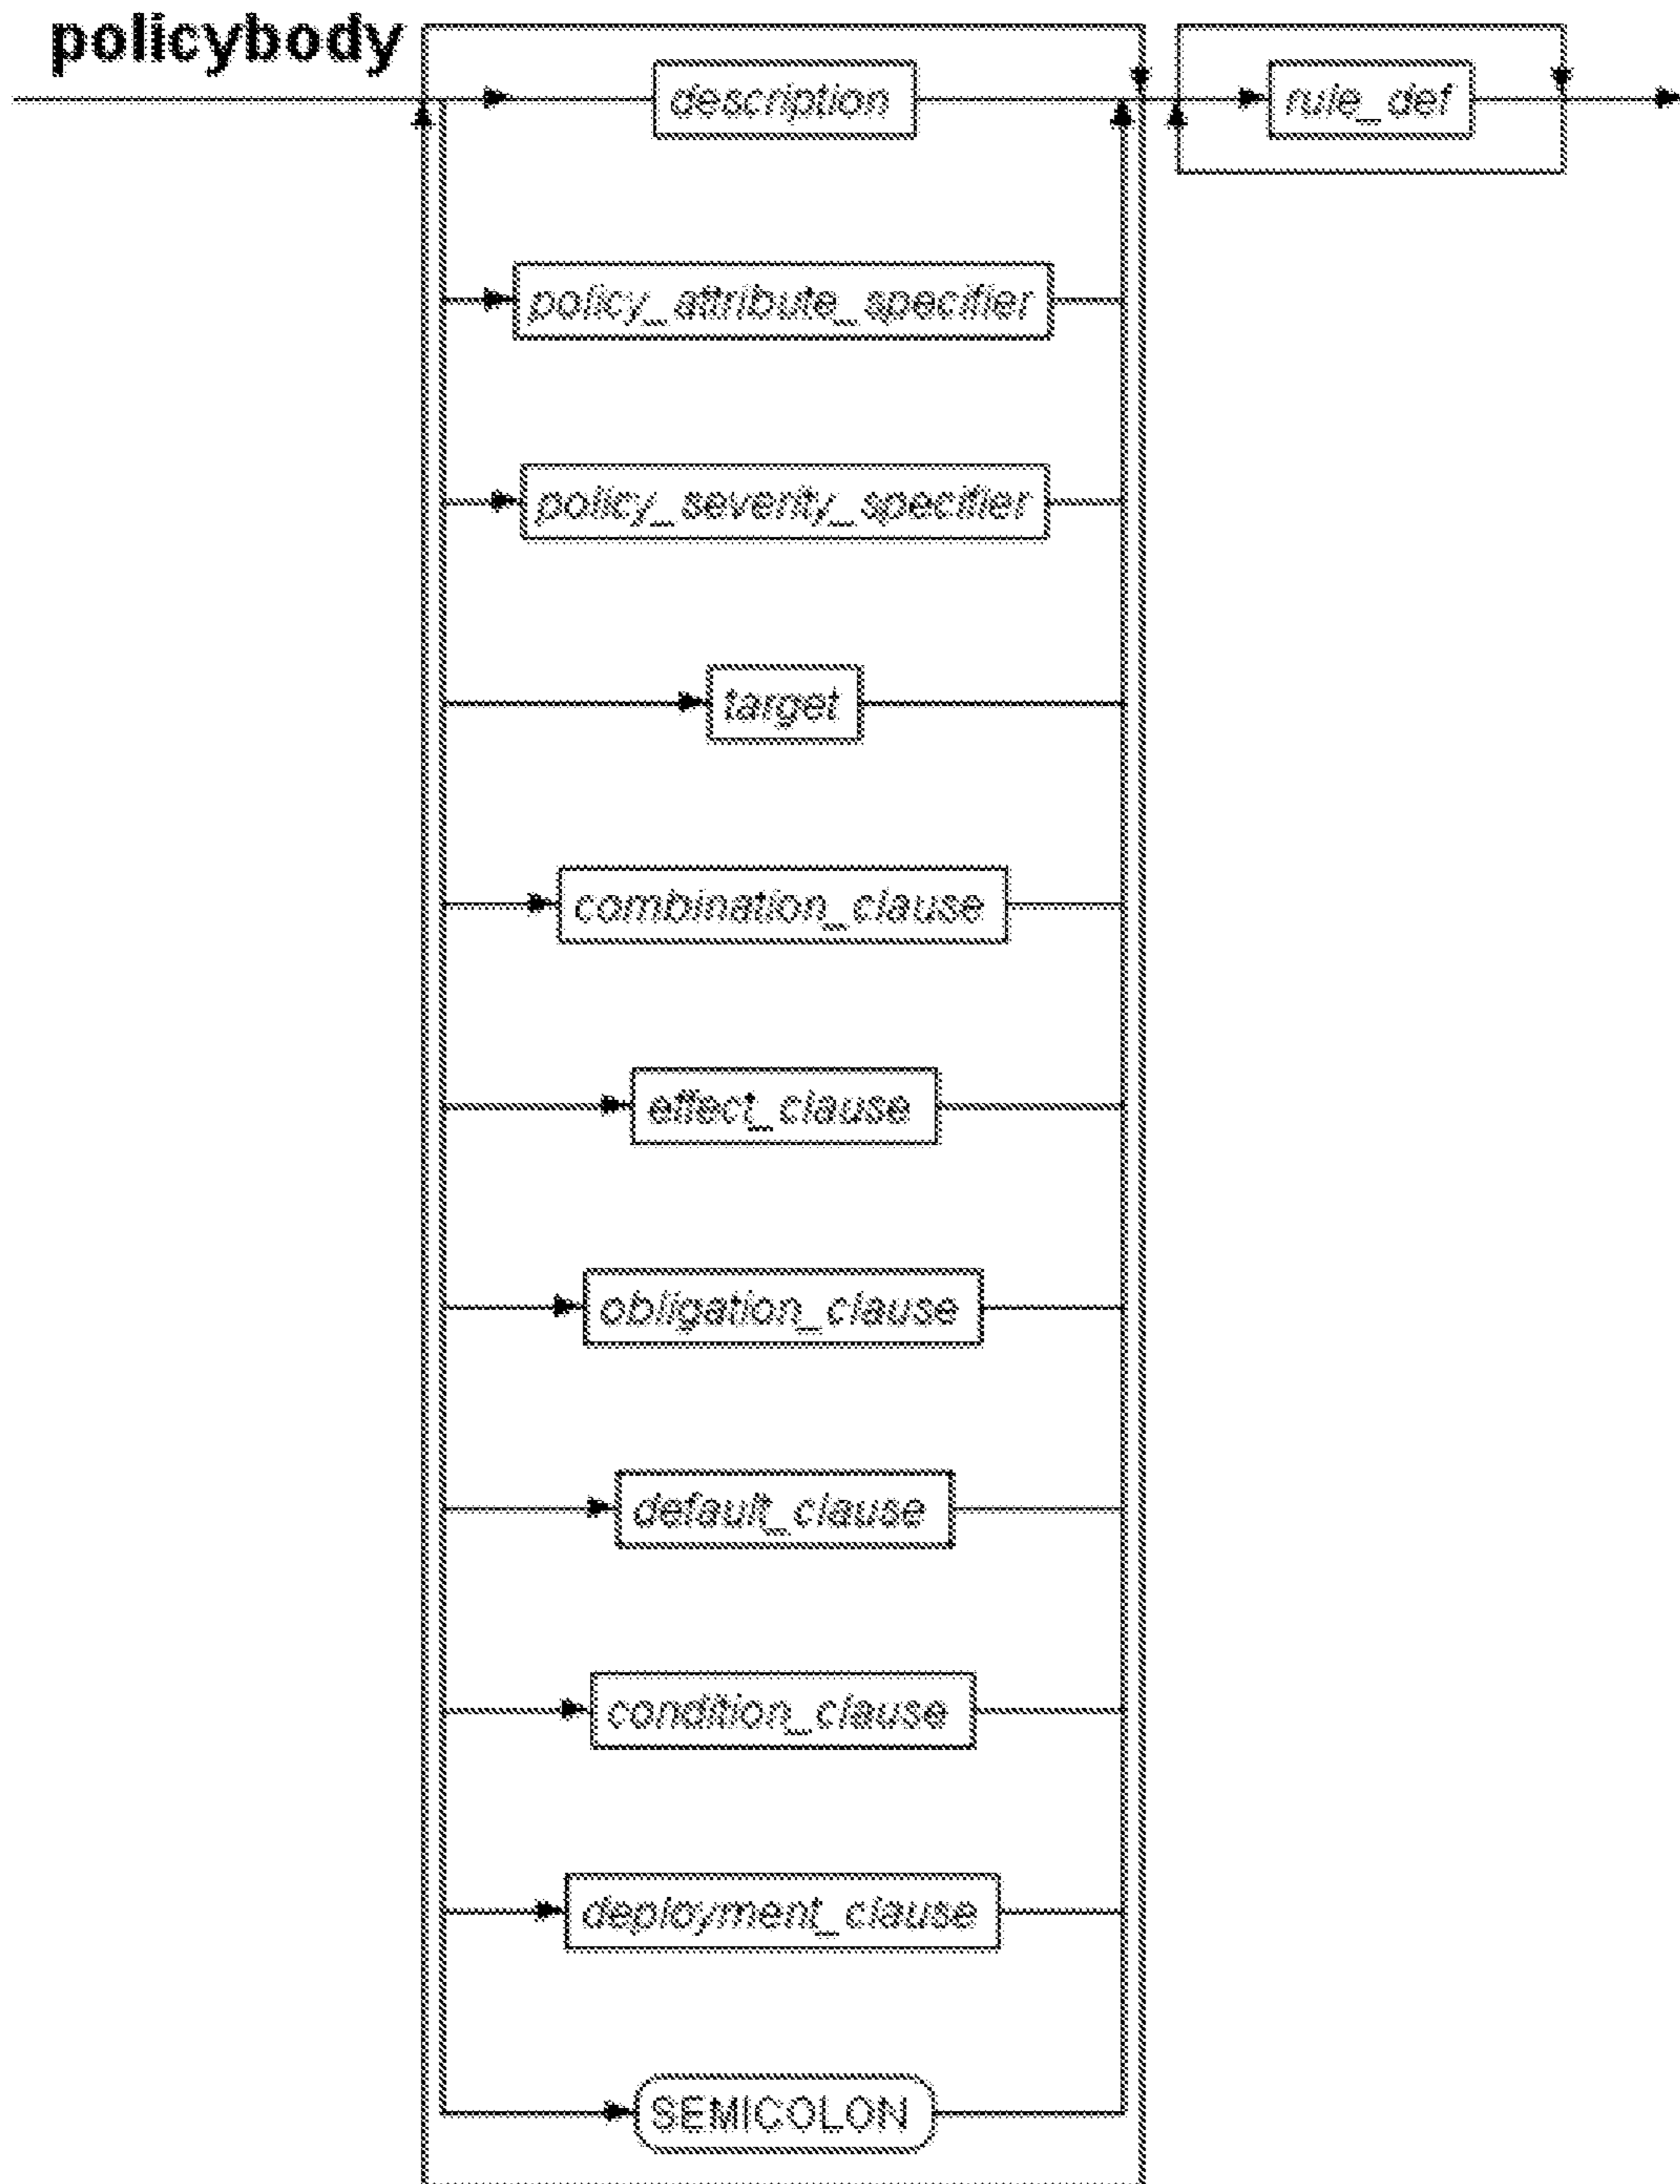 policybody
description
rule_def
policy_attribute_specifier
policy_severity_specifier
target
combination_clause
effect_clause
obligation_clause
default_clause
condition_clause
deployment_clause
SEMICOLON